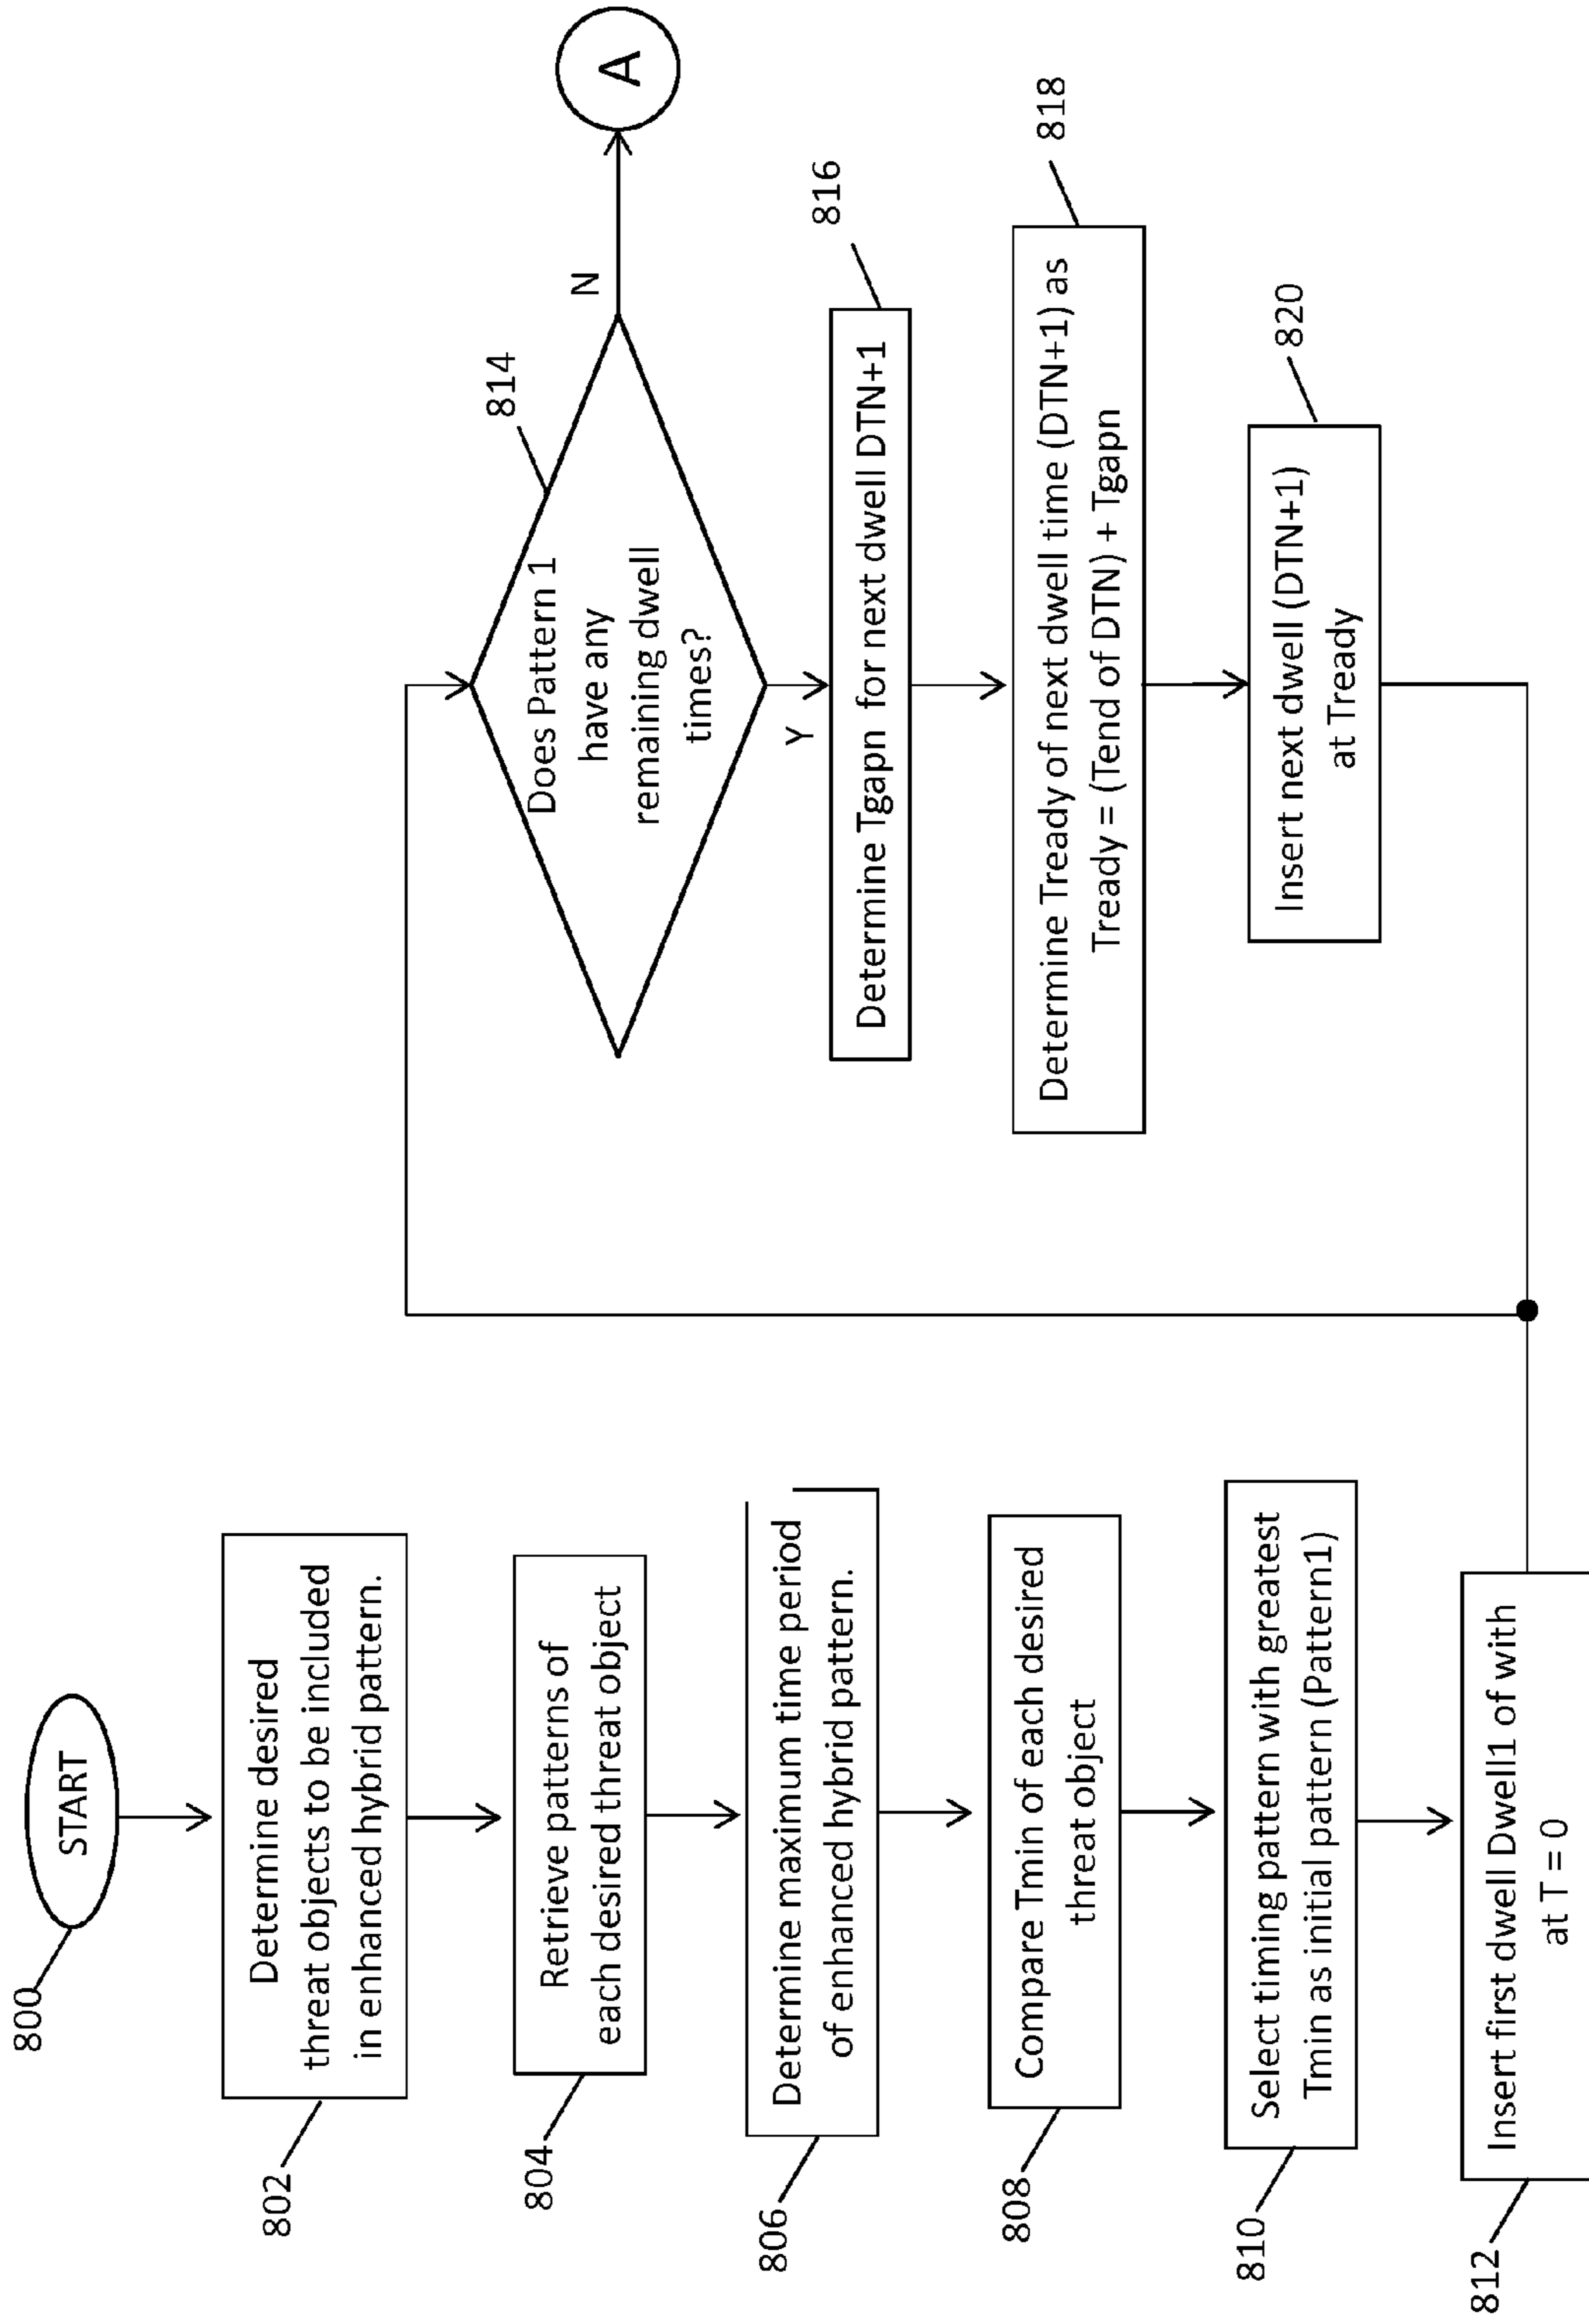 800
START
802
Determine desired
threat objects to be included
in enhanced hybrid pattern.
804
Retrieve patterns of
each desired threat object
806
Determine maximum time period
of enhanced hybrid pattern.
808
Compare Tmin of each desired
threat object
810
Select timing pattern with greatest
Tmin as initial pattern (Pattern1)
812
Insert first dwell Dwell1 of with
at T = 0
814
Does Pattern 1
have any
remaining dwell
times?
N
A
Y
816
Determine Tgapn for next dwell DTN+1
818
Determine Tready of next dwell time (DTN+1) as
Tready = (Tend of DTN) + Tgapn
820
Insert next dwell (DTN+1)
at Tready